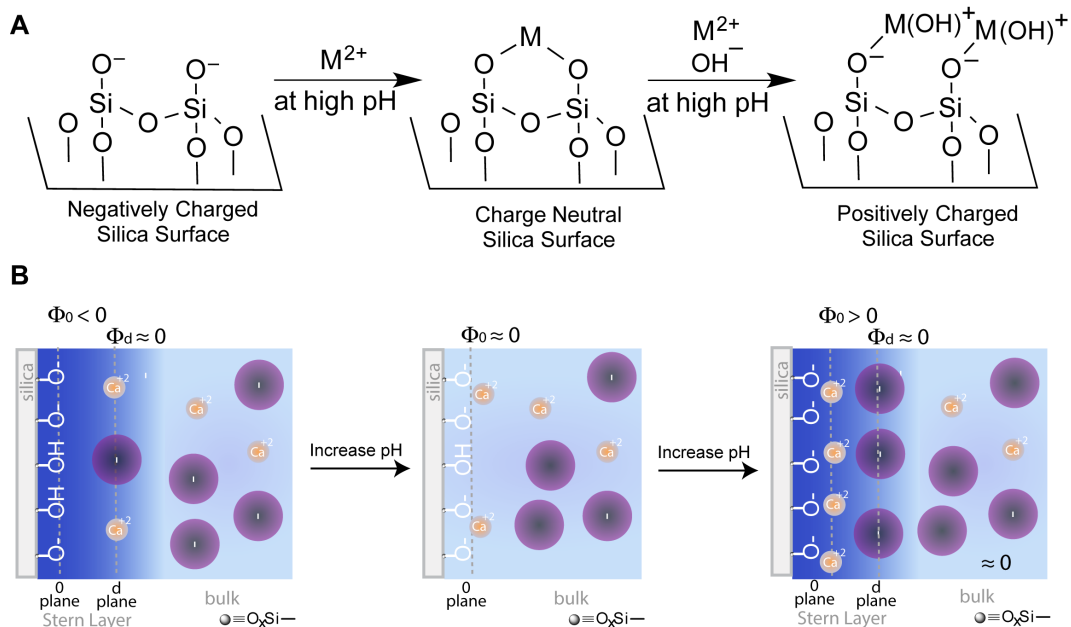 A
O⁻ O⁻
Si Si
O O O
O O
Negatively Charged
Silica Surface
M²⁺
at high pH
M
O O
Si Si
O O O
O O
Charge Neutral
Silica Surface
M²⁺
OH⁻
at high pH
M(OH)⁺ M(OH)⁺
O⁻ O⁻
Si Si
O O O
O O
Positively Charged
Silica Surface
B
Φ0 < 0
Φd ≈ 0
silica
O⁻
O⁻
OH
OH
O⁻
Ca+2
Ca+2
Ca+2
Ca+2
0
plane
d
plane
Stern Layer
bulk
≡OxSi—
Increase pH
Φ0 ≈ 0
silica
O⁻
O⁻
OH
O⁻
O⁻
Ca+2
Ca+2
Ca+2
Ca+2
0
plane
bulk
≡OxSi—
Increase pH
Φ0 > 0
Φd ≈ 0
silica
O⁻
O⁻
O⁻
O⁻
O⁻
Ca+2
Ca+2
Ca+2
Ca+2
Ca+2
Ca+2
≈ 0
0
plane
d
plane
Stern Layer
bulk
≡OxSi—